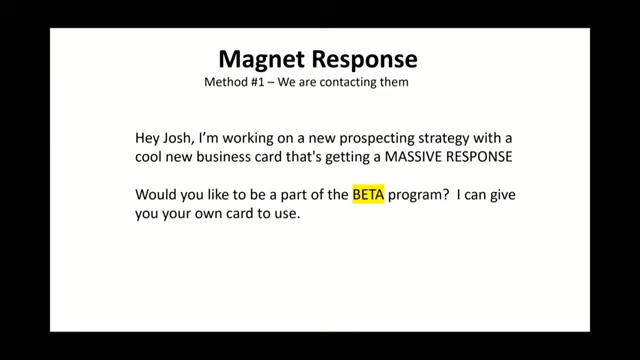 Magnet Response
Method #1 – We are contacting them
Hey Josh, I’m working on a new prospecting strategy with a
cool new business card that's getting a MASSIVE RESPONSE
Would you like to be a part of the BETA program?  I can give
you your own card to use.